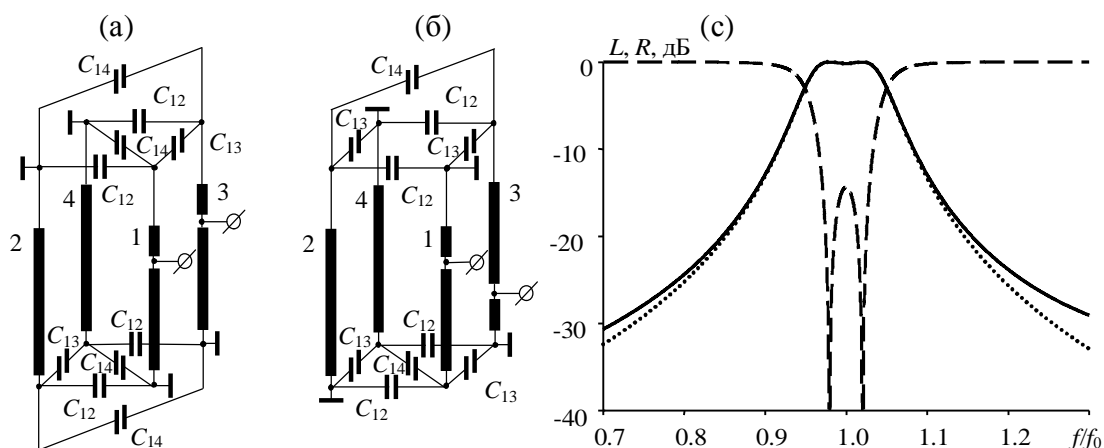 (а) (б) (с)
C14 C14 L, R, дБ
C12 C12 0
C14 C13 C13 C14 C13
C12 C12 -10
4 3 4 3
2 1 2 1 -20
C12 C12
C13 C14 C13 C14 C13 -30
C12 C12
C14 -40
0.7 0.8 0.9 1.0 1.1 1.2 f/f0